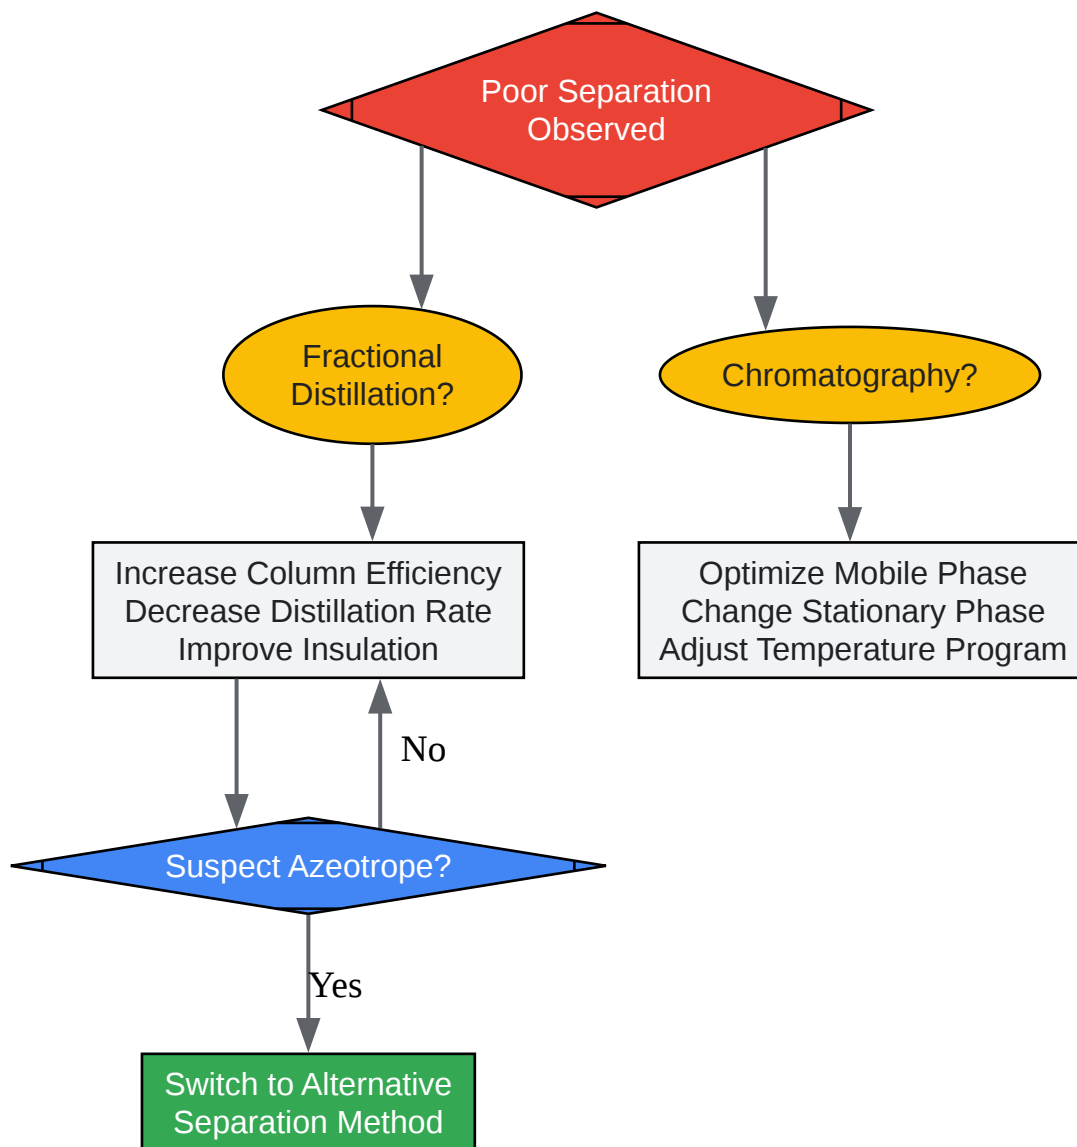 Poor Separation
Observed
Fractional
Distillation?
Chromatography?
Increase Column Efficiency
Decrease Distillation Rate
Improve Insulation
Optimize Mobile Phase
Change Stationary Phase
Adjust Temperature Program
No
Suspect Azeotrope?
Yes
Switch to Alternative
Separation Method